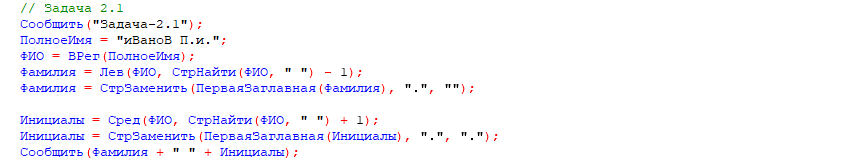 // Задача 2.1
Сообщить("Задача-2.1");
ПолноеИмя = "иВаноВ П.и.";
ФИО = ВРег(ПолноеИмя);
Фамилия = Лев(ФИО, СтрНайти(ФИО, " ") - 1);
Фамилия = СтрЗаменить(ПерваяЗаглавная(Фамилия), ".", "");
Инициалы = Сред(ФИО, СтрНайти(ФИО, " ") + 1);
Инициалы = СтрЗаменить(ПерваяЗаглавная(Инициалы), ".", ".");
Сообщить(Фамилия + " " + Инициалы);